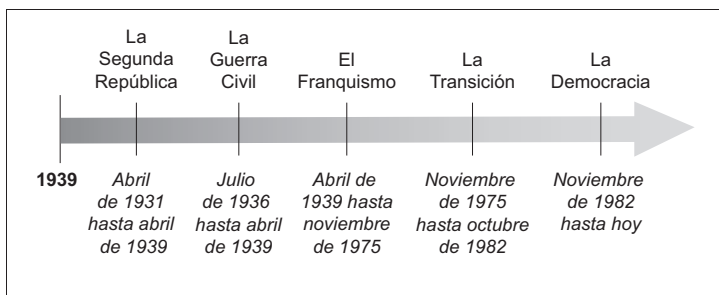 La
Segunda
República
La
Guerra
Civil
El
Franquismo
La
Transición
La
Democracia
1939
Abril
de 1931
hasta abril
de 1939
Julio
de 1936
hasta abril
de 1939
Abril de
1939 hasta
noviembre
de 1975
Noviembre
de 1975
hasta octubre
de 1982
Noviembre
de 1982
hasta hoy